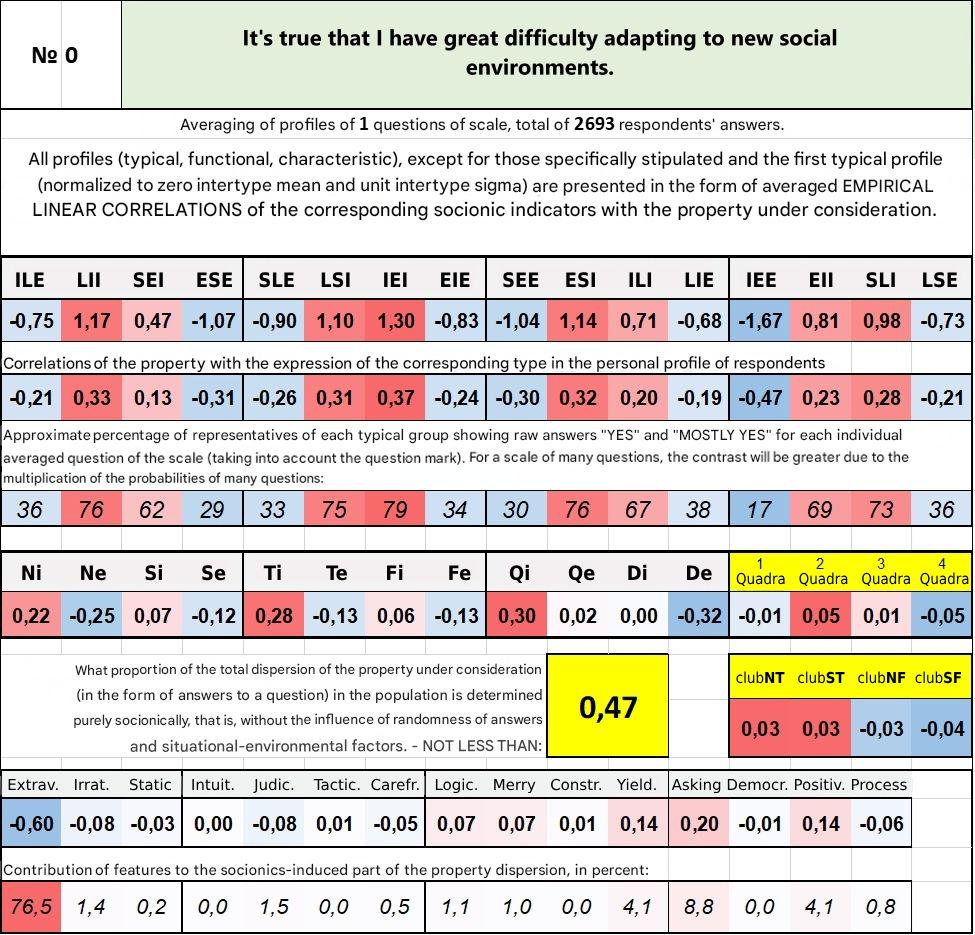 № 0
It's true that I have great difficulty adapting to new social
environments.
Averaging of profiles of 1 questions of scale, total of 2693 respondents' answers.
All profiles (typical, functional, characteristic), except for those specifically stipulated and the first typical profile
(normalized to zero intertype mean and unit intertype sigma) are presented in the form of averaged EMPIRICAL
LINEAR CORRELATIONS of the corresponding socionic indicators with the property under consideration.
ILE LII SEI ESE SLE LSI IEI EIE SEE ESI ILI LIE IEE EII SLI LSE
-0,75 1,17 0,47 -1,07 -0,90 1,10 1,30 -0,83 -1,04 1,14 0,71 -0,68 -1,67 0,81 0,98 -0,73
Correlations of the property with the expression of the corresponding type in the personal profile of respondents
-0,21 0,33 0,13 -0,31 -0,26 0,31 0,37 -0,24 -0,30 0,32 0,20 -0,19 -0,47 0,23 0,28 -0,21
Approximate percentage of representatives of each typical group showing raw answers "YES" and "MOSTLY YES" for each individual
averaged question of the scale (taking into account the question mark). For a scale of many questions, the contrast will be greater due to the
multiplication of the probabilities of many questions:
36 76 62 29 33 75 79 34 30 76 67 38 17 69 73 36
Ni Ne Si Se Ti Te Fi Fe Qi Qe Di De 1 Quadra 2 Quadra 3 Quadra 4 Quadra
0,22 -0,25 0,07 -0,12 0,28 -0,13 0,06 -0,13 0,30 0,02 0,00 -0,32 -0,01 0,05 0,01 -0,05
What proportion of the total dispersion of the property under consideration
(in the form of answers to a question) in the population is determined
purely socionically, that is, without the influence of randomness of answers
and situational-environmental factors. - NOT LESS THAN:
0,47
clubNT clubST clubNF clubSF
0,03 0,03 -0,03 -0,04
Extrav. Irrat. Static Intuit. Judic. Tactic. Carefr. Logic. Merry Constr. Yield. Asking Democr. Positiv. Process
-0,60 -0,08 -0,03 0,00 -0,08 0,01 -0,05 0,07 0,07 0,01 0,14 0,20 -0,01 0,14 -0,06
Contribution of features to the socionics-induced part of the property dispersion, in percent:
76,5 1,4 0,2 0,0 1,5 0,0 0,5 1,1 1,0 0,0 4,1 8,8 0,0 4,1 0,8